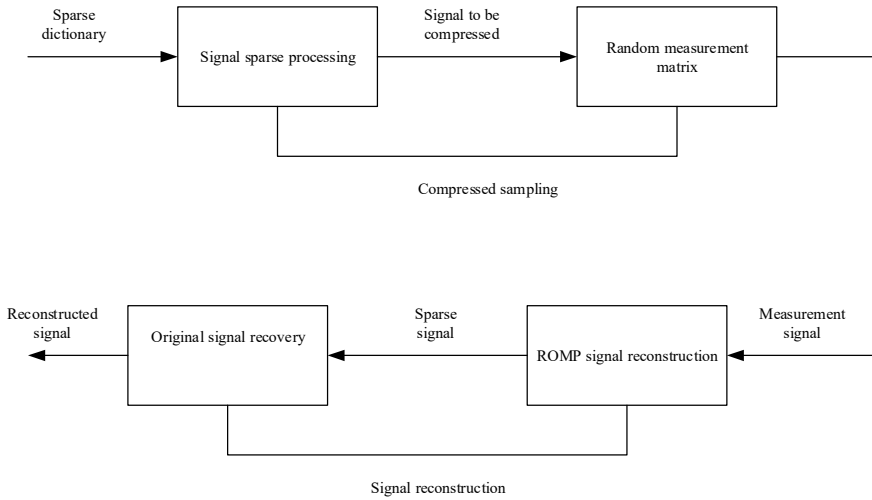 Sparse
dictionary
Signal sparse processing
Signal to be
compressed
Random measurement
matrix
Compressed sampling
Reconstructed
signal
Original signal recovery
Sparse
signal
ROMP signal reconstruction
Measurement
signal
Signal reconstruction